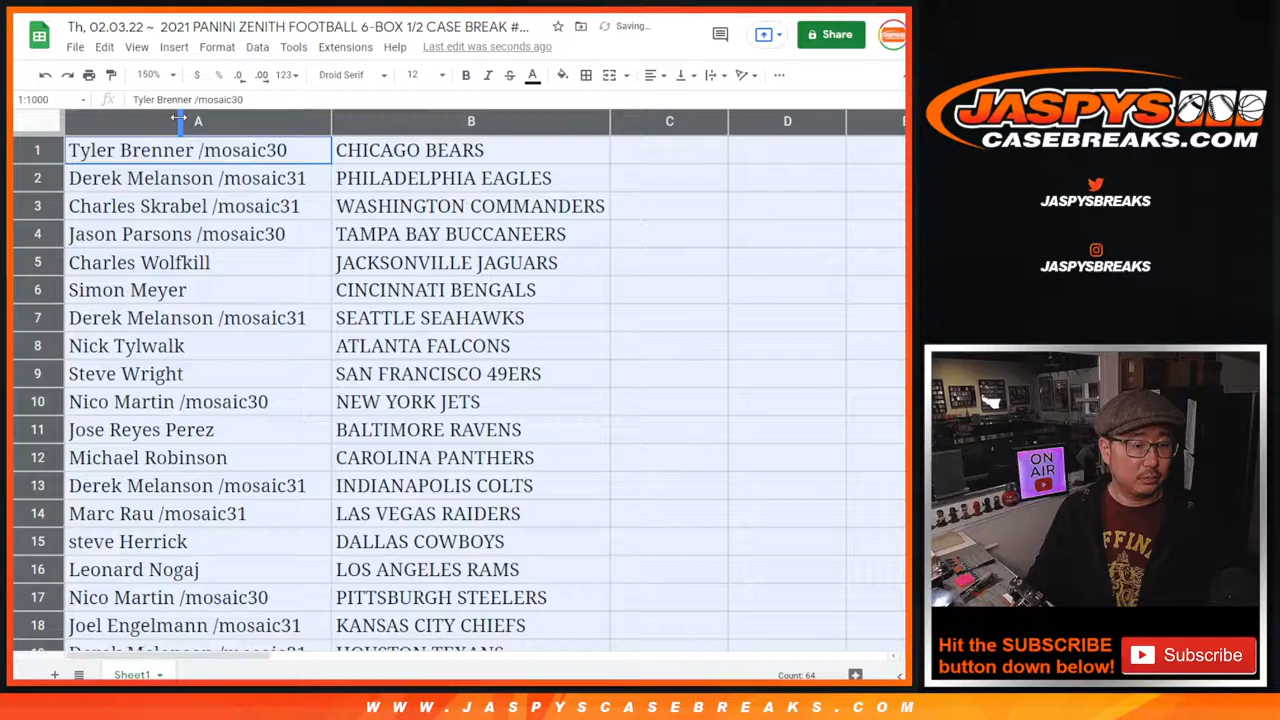 Th, 02.03.22 ~ 2021 PANINI ZENITH FOOTBALL 6-BOX 1/2 CASE BREAK #...
Saving...
Share
File Edit View Insert Format Data Tools Extensions Help Last edit was seconds ago
150% $ % .0 .00 123 Droid Serif 12 B I S A
1:1000 fx Tyler Brenner /mosaic30
A B C D E
1 Tyler Brenner /mosaic30 CHICAGO BEARS
2 Derek Melanson /mosaic31 PHILADELPHIA EAGLES
3 Charles Skrabel /mosaic31 WASHINGTON COMMANDERS
4 Jason Parsons /mosaic30 TAMPA BAY BUCCANEERS
5 Charles Wolfkill JACKSONVILLE JAGUARS
6 Simon Meyer CINCINNATI BENGALS
7 Derek Melanson /mosaic31 SEATTLE SEAHAWKS
8 Nick Tylwalk ATLANTA FALCONS
9 Steve Wright SAN FRANCISCO 49ERS
10 Nico Martin /mosaic30 NEW YORK JETS
11 Jose Reyes Perez BALTIMORE RAVENS
12 Michael Robinson CAROLINA PANTHERS
13 Derek Melanson /mosaic31 INDIANAPOLIS COLTS
14 Marc Rau /mosaic31 LAS VEGAS RAIDERS
15 steve Herrick DALLAS COWBOYS
16 Leonard Nogaj LOS ANGELES RAMS
17 Nico Martin /mosaic30 PITTSBURGH STEELERS
18 Joel Engelmann /mosaic31 KANSAS CITY CHIEFS
19 Derek Melanson /mosaic31 HOUSTON TEXANS
Sheet1
Count: 64
JASPYS
CASEBREAKS.COM
JASPYSBREAKS
JASPYSBREAKS
ON
AIR
Hit the SUBSCRIBE
button down below!
Subscribe
WWW.JASPYSCASEBREAKS.COM